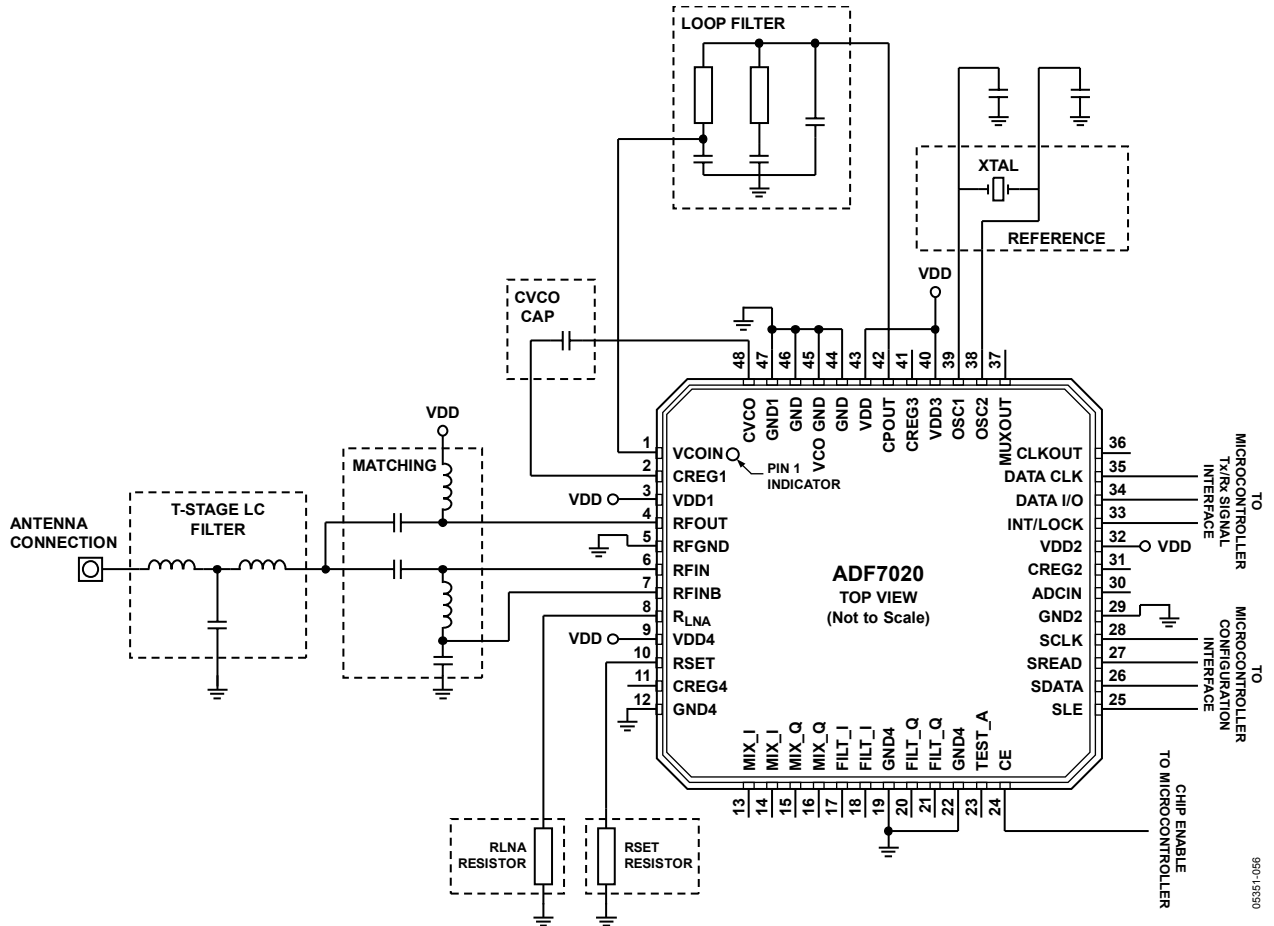 LOOP FILTER
XTAL
REFERENCE
VDD
CVCO
CAP
48
47
46
45
44
43
42
41
40
39
38
37
CVCO
GND1
GND
VCO GND
GND
VDD
CPOUT
CREG3
VDD3
OSC1
OSC2
MUXOUT
VDD
MATCHING
T-STAGE LC
FILTER
ANTENNA
CONNECTION
1 VCOIN
PIN 1
INDICATOR
2 CREG1
VDD 3 VDD1
4 RFOUT
5 RFGND
6 RFIN
7 RFINB
8 RLNA
VDD 9 VDD4
10 RSET
11 CREG4
12 GND4
ADF7020
TOP VIEW
(Not to Scale)
CLKOUT 36
DATA CLK 35
DATA I/O 34
INT/LOCK 33
VDD2 32 VDD
CREG2 31
ADCIN 30
GND2 29
SCLK 28
SREAD 27
SDATA 26
SLE 25
TO
MICROCONTROLLER
Tx/Rx SIGNAL
INTERFACE
TO
MICROCONTROLLER
CONFIGURATION
INTERFACE
MIX_I
MIX_I
MIX_Q
MIX_Q
FILT_I
FILT_I
GND4
FILT_Q
FILT_Q
GND4
TEST_A
CE
13
14
15
16
17
18
19
20
21
22
23
24
CHIP ENABLE
TO MICROCONTROLLER
RLNA
RESISTOR
RSET
RESISTOR
05351-056